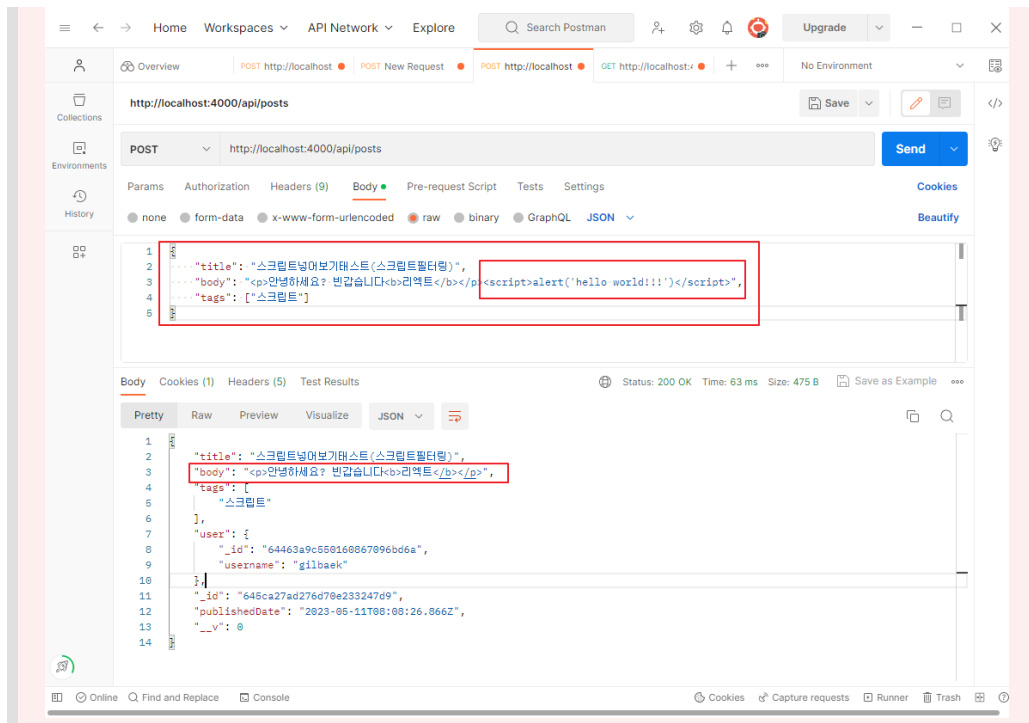 Home Workspaces API Network Explore Search Postman Upgrade
Overview POST http://localhost POST New Request POST http://localhost GET http://localhost:4 No Environment
http://localhost:4000/api/posts Save
Collections
POST http://localhost:4000/api/posts Send
Environments
Params Authorization Headers (9) Body Pre-request Script Tests Settings Cookies
History
none form-data x-www-form-urlencoded raw binary GraphQL JSON Beautify
1 {
2 "title": "스크립트넣어보기태스트(스크립트필터링)",
3 "body": "<p>안녕하세요? 빈갑습니다<b>리엑트</b></p><script>alert('hello world!!!')</script>",
4 "tags": ["스크립트"]
5 }
Body Cookies (1) Headers (5) Test Results Status: 200 OK Time: 63 ms Size: 475 B Save as Example
Pretty Raw Preview Visualize JSON
1 {
2 "title": "스크립트넣어보기태스트(스크립트필터링)",
3 "body": "<p>안녕하세요? 빈갑습니다<b>리엑트</b></p>",
4 "tags": [
5 "스크립트"
6 ],
7 "user": {
8 "_id": "64463a9c550160867096bd6a",
9 "username": "gilbaek"
10 },
11 "_id": "645ca27ad276d70e233247d9",
12 "publishedDate": "2023-05-11T08:08:26.866Z",
13 "__v": 0
14 }
Online Find and Replace Console Cookies Capture requests Runner Trash